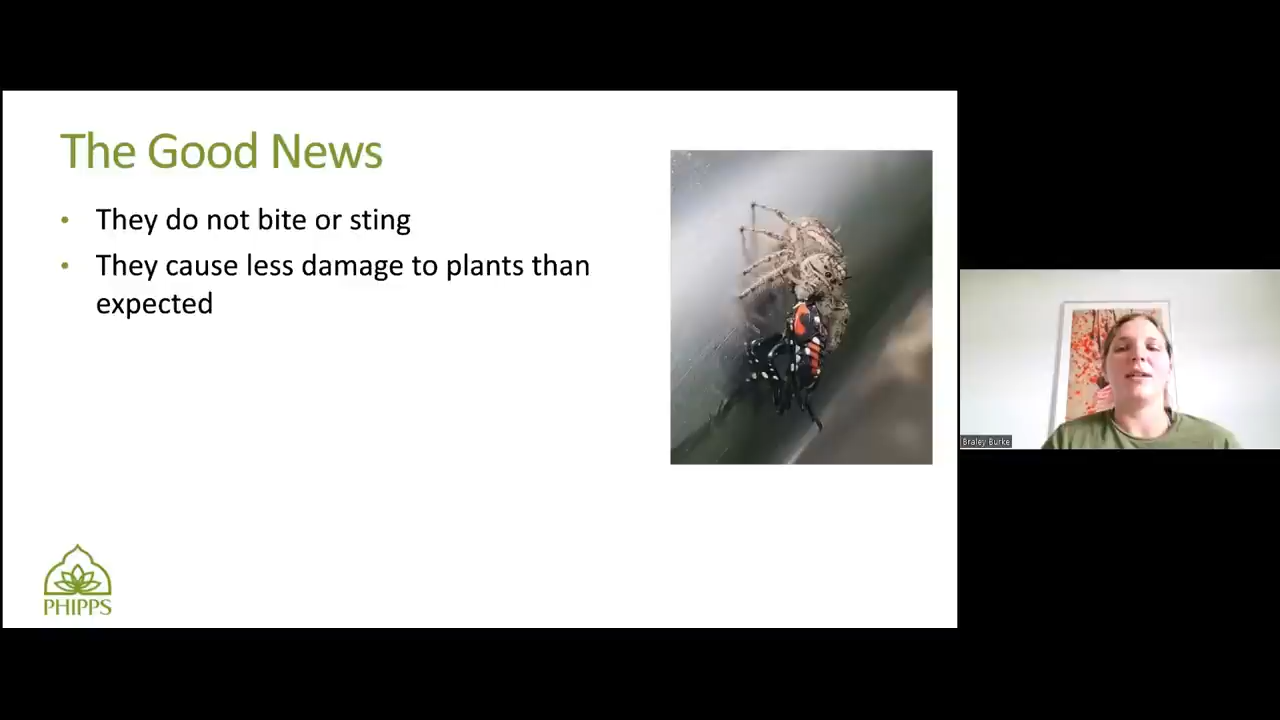 The Good News
• They do not bite or sting
• They cause less damage to plants than
expected
PHIPPS
Braley Burke